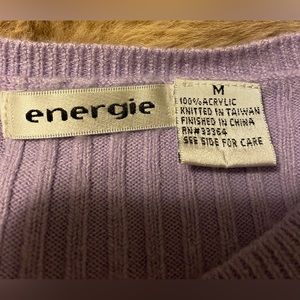 energie
M
100% ACRYLIC
KNITTED IN TAIWAN
FINISHED IN CHINA
RN#33364
SEE SIDE FOR CARE